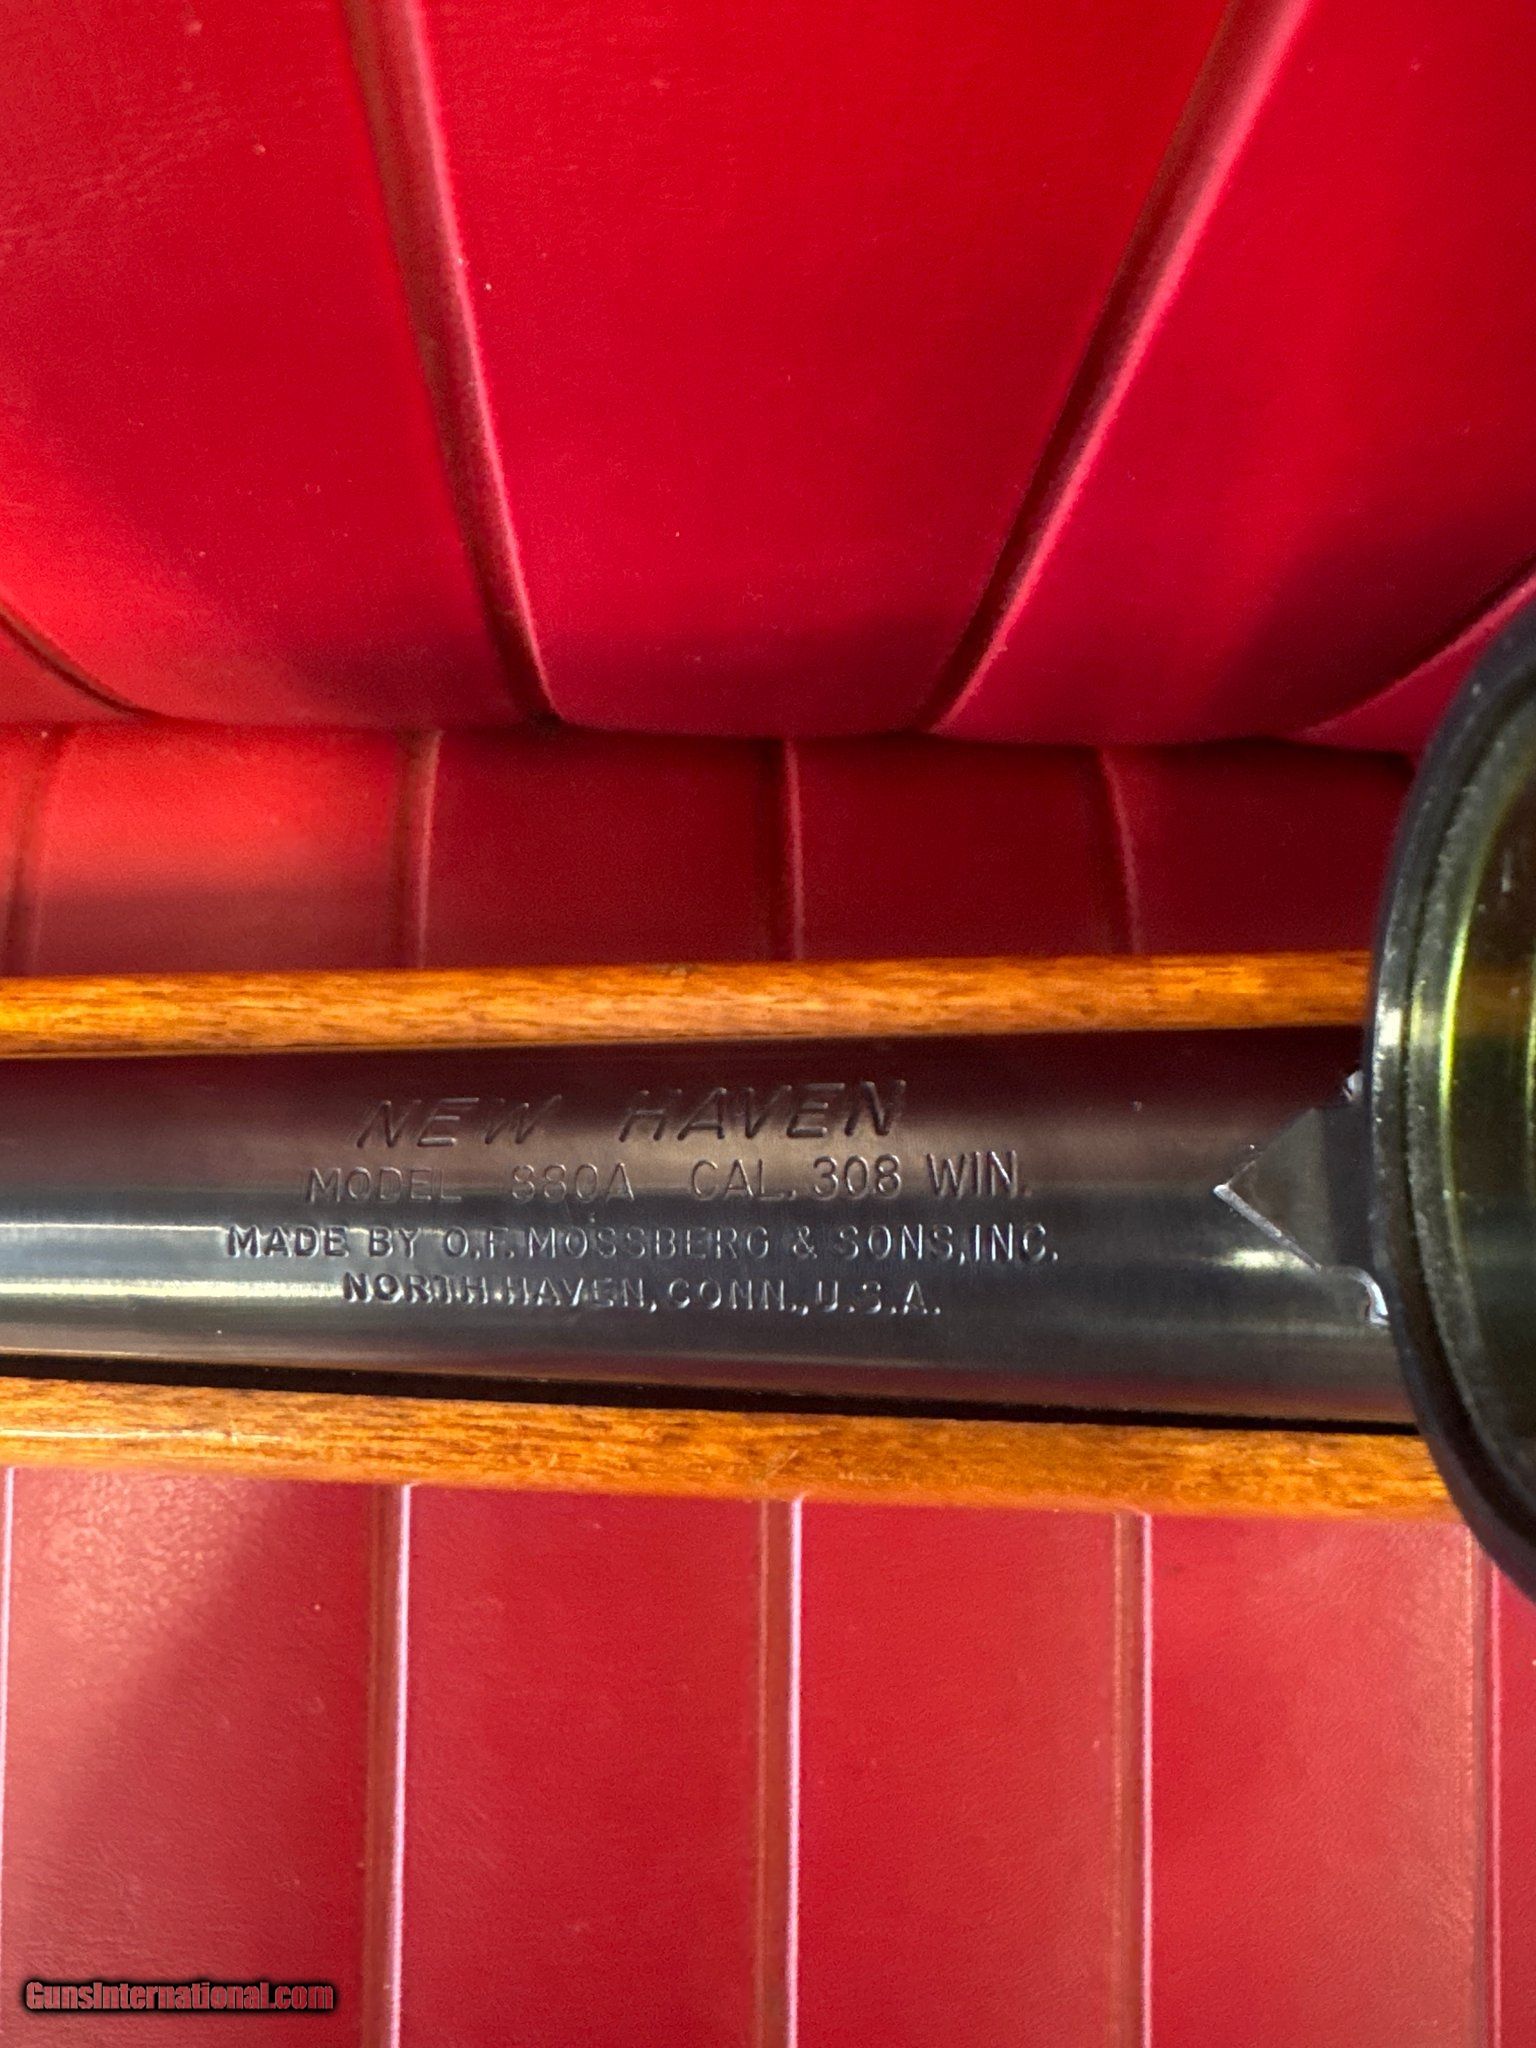 NEW HAVEN
MODEL 880A CAL. 308 WIN.
MADE BY O.F. MOSSBERG & SONS, INC.
NORTH HAVEN, CONN., U.S.A.
GunsInternational.com